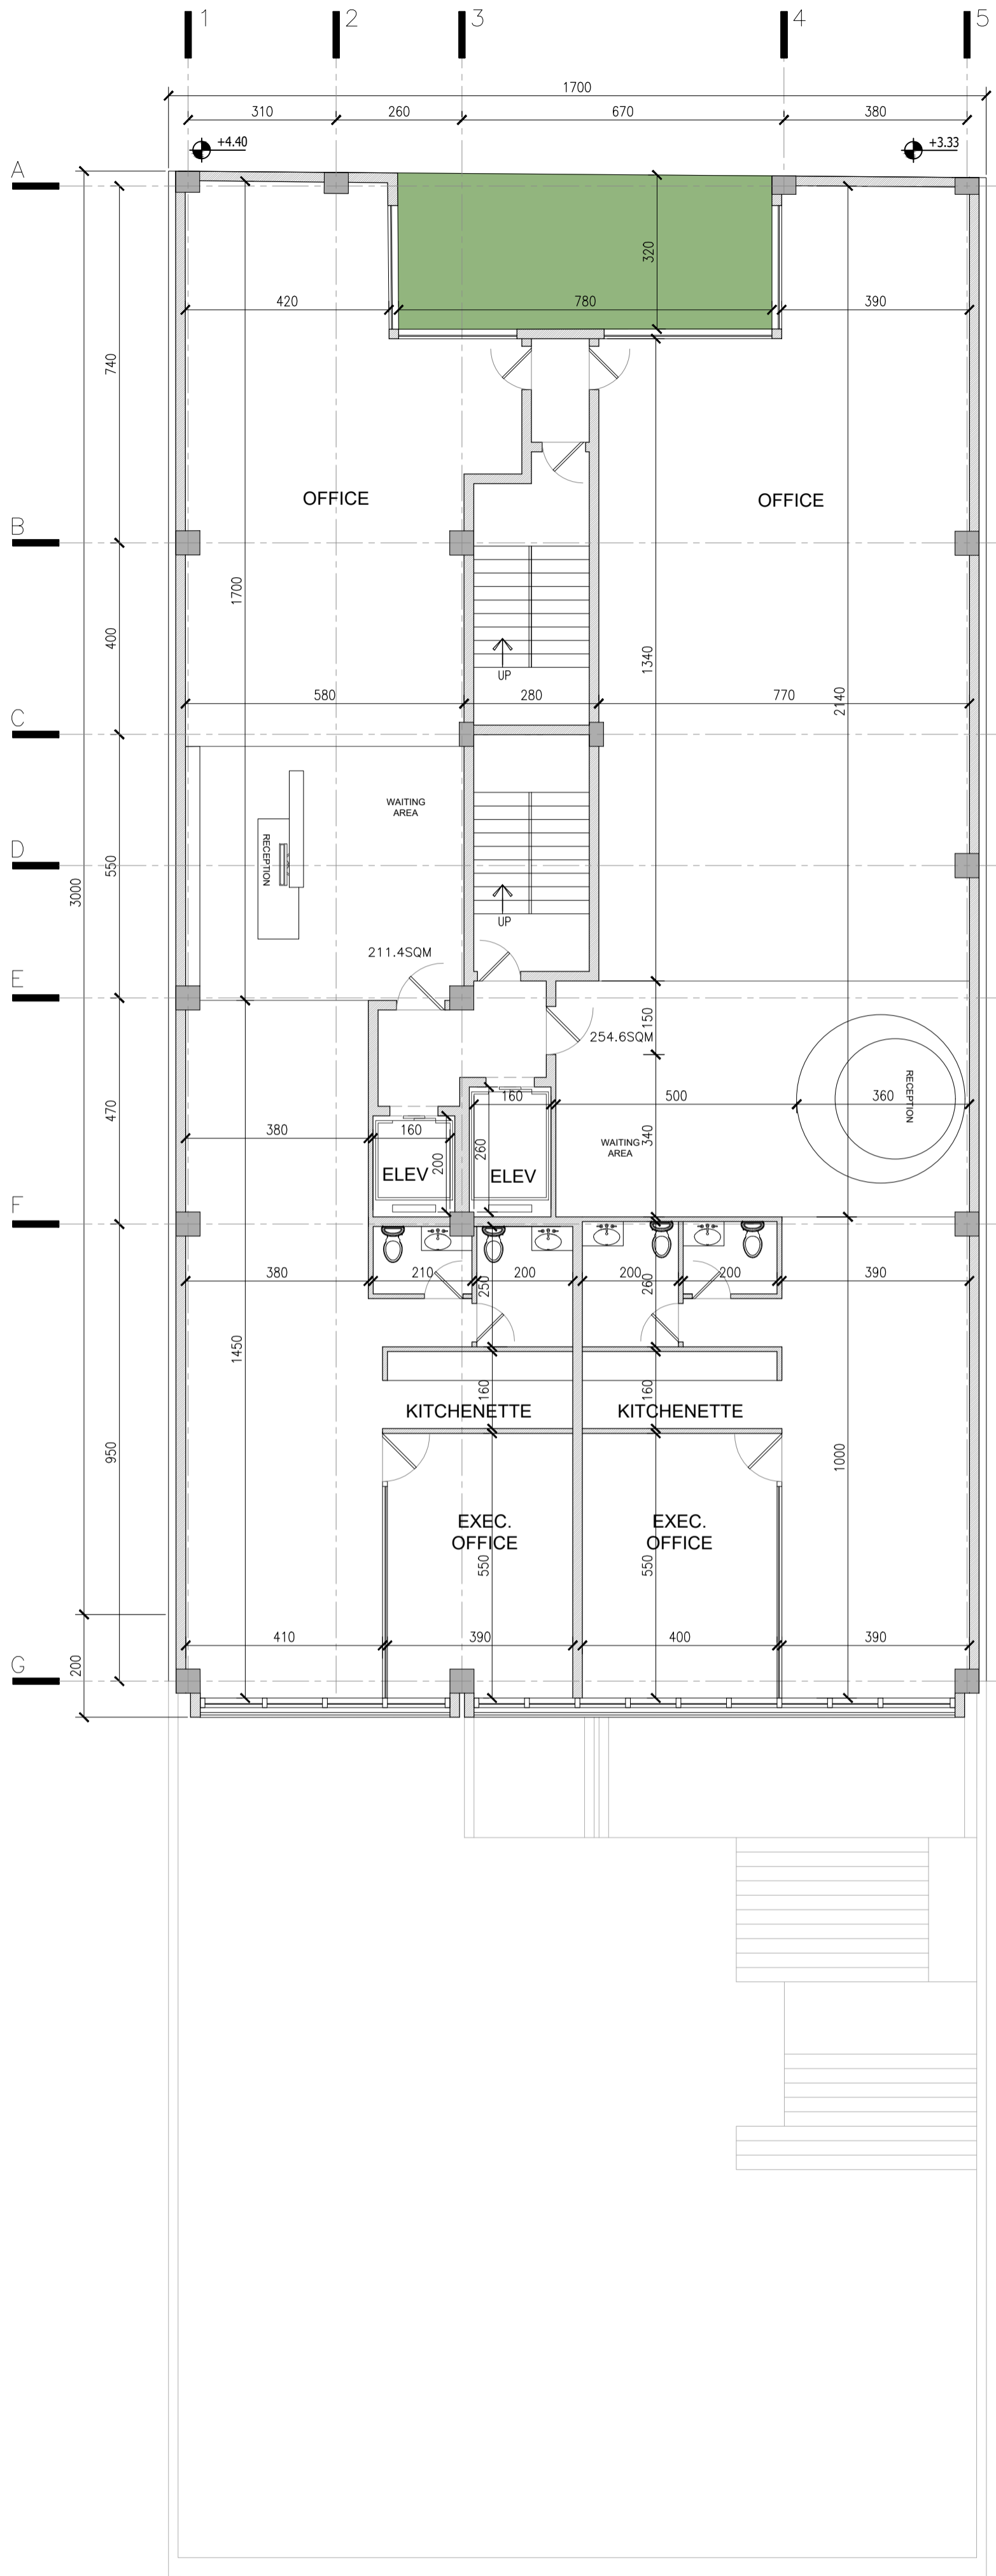 1
2
3
4
5
1700
310
260
670
380
+4.40
+3.33
A
320
420
780
390
740
OFFICE
OFFICE
B
1700
400
1340
UP
580
280
770
2140
C
WAITING
AREA
RECEPTION
D
550
3000
UP
211.4SQM
E
150
254.6SQM
RECEPTION
470
160
500
360
380
160
340
WAITING
AREA
200
260
ELEV
ELEV
F
380
210
200
200
200
390
250
260
1450
160
160
KITCHENETTE
KITCHENETTE
950
1000
EXEC.
OFFICE
EXEC.
OFFICE
550
550
410
390
400
390
G
200